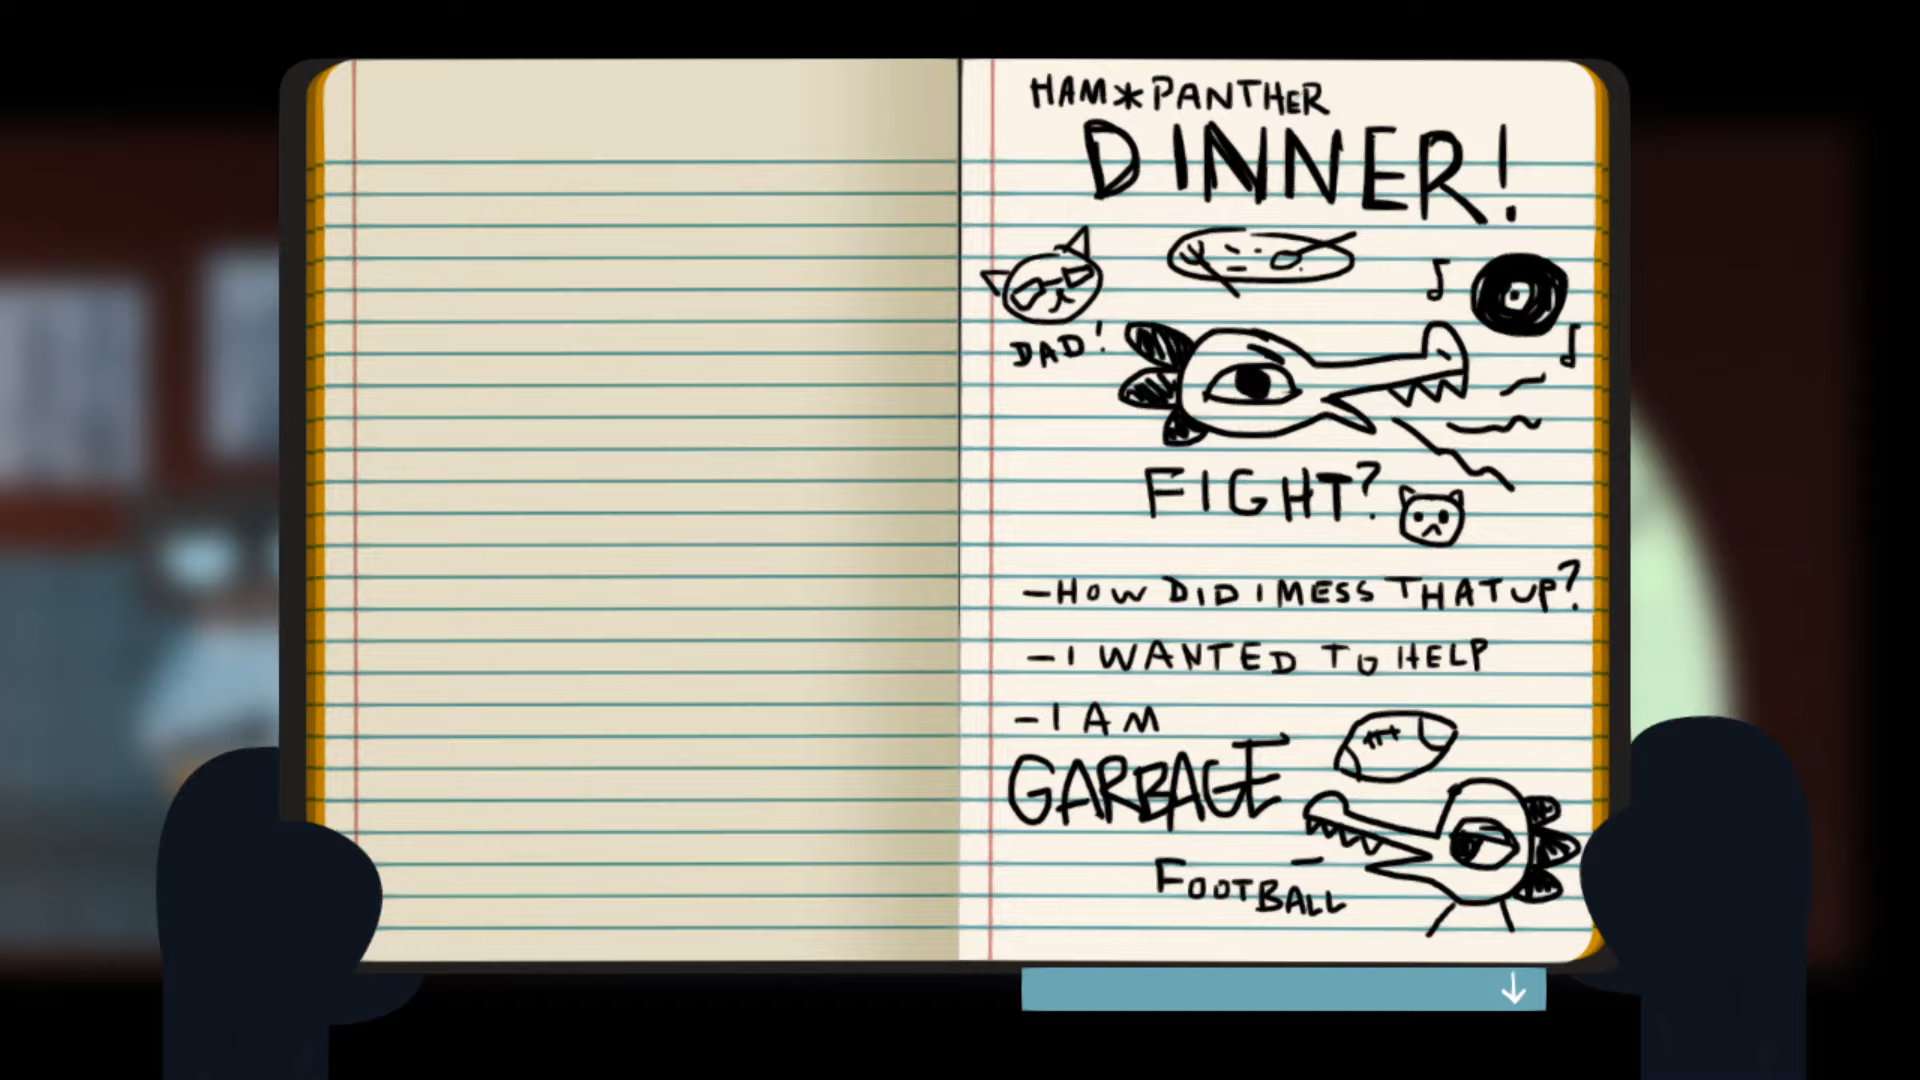 HAM*PANTHER
DINNER!
DAD!
FIGHT?
-HOW DID I MESS THAT UP?
-I WANTED TO HELP
-I AM
GARBAGE
FOOTBALL